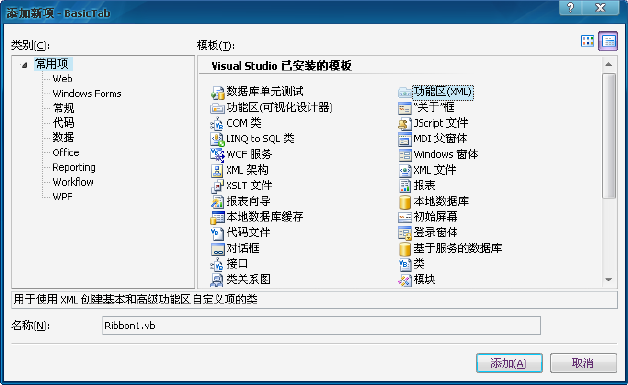 添加新项 - BasicTab
类别(C):
模板(T):
常用项
Web
Windows Forms
常规
代码
数据
Office
Reporting
Workflow
WPF
Visual Studio 已安装的模板
数据库单元测试
功能区(XML)
功能区(可视化设计器)
"关于"框
COM 类
JScript 文件
LINQ to SQL 类
MDI 父窗体
WCF 服务
Windows 窗体
XML 架构
XML 文件
XSLT 文件
报表
报表向导
本地数据库
本地数据库缓存
初始屏幕
代码文件
登录窗体
对话框
基于服务的数据库
接口
类
类关系图
模块
用于使用 XML 创建基本和高级功能区自定义项的类
名称(N):
Ribbon1.vb
添加(A)
取消